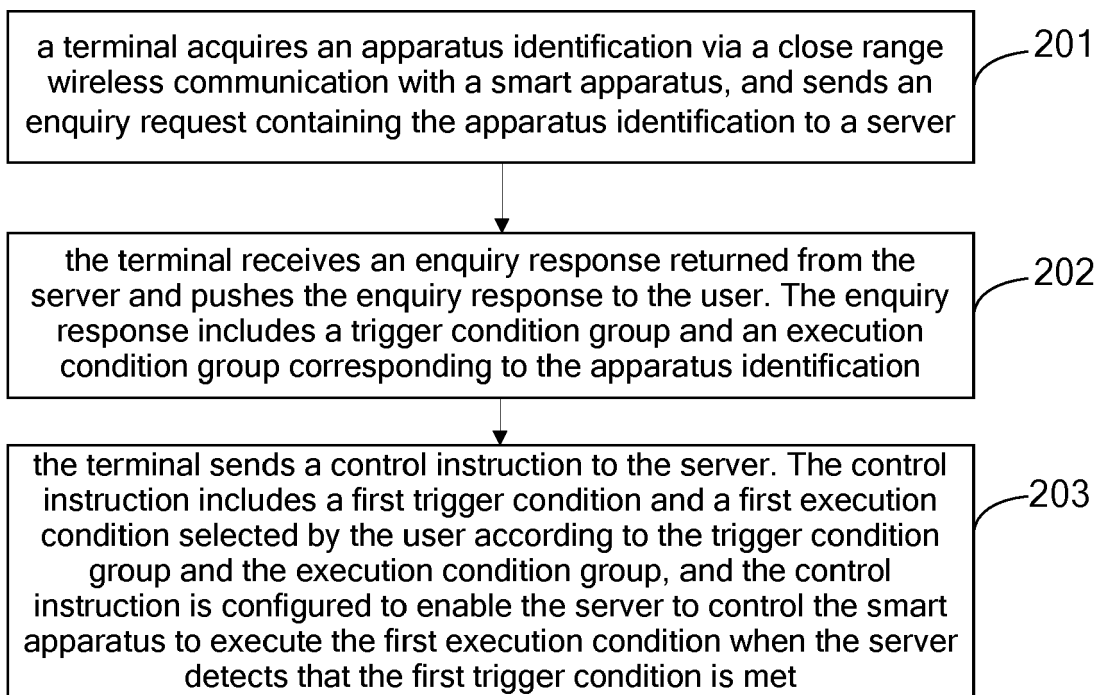 a terminal acquires an apparatus identification via a close range
wireless communication with a smart apparatus, and sends an
enquiry request containing the apparatus identification to a server
201
the terminal receives an enquiry response returned from the
server and pushes the enquiry response to the user. The enquiry
response includes a trigger condition group and an execution
condition group corresponding to the apparatus identification
202
the terminal sends a control instruction to the server. The control
instruction includes a first trigger condition and a first execution
condition selected by the user according to the trigger condition
group and the execution condition group, and the control
instruction is configured to enable the server to control the smart
apparatus to execute the first execution condition when the server
detects that the first trigger condition is met
203